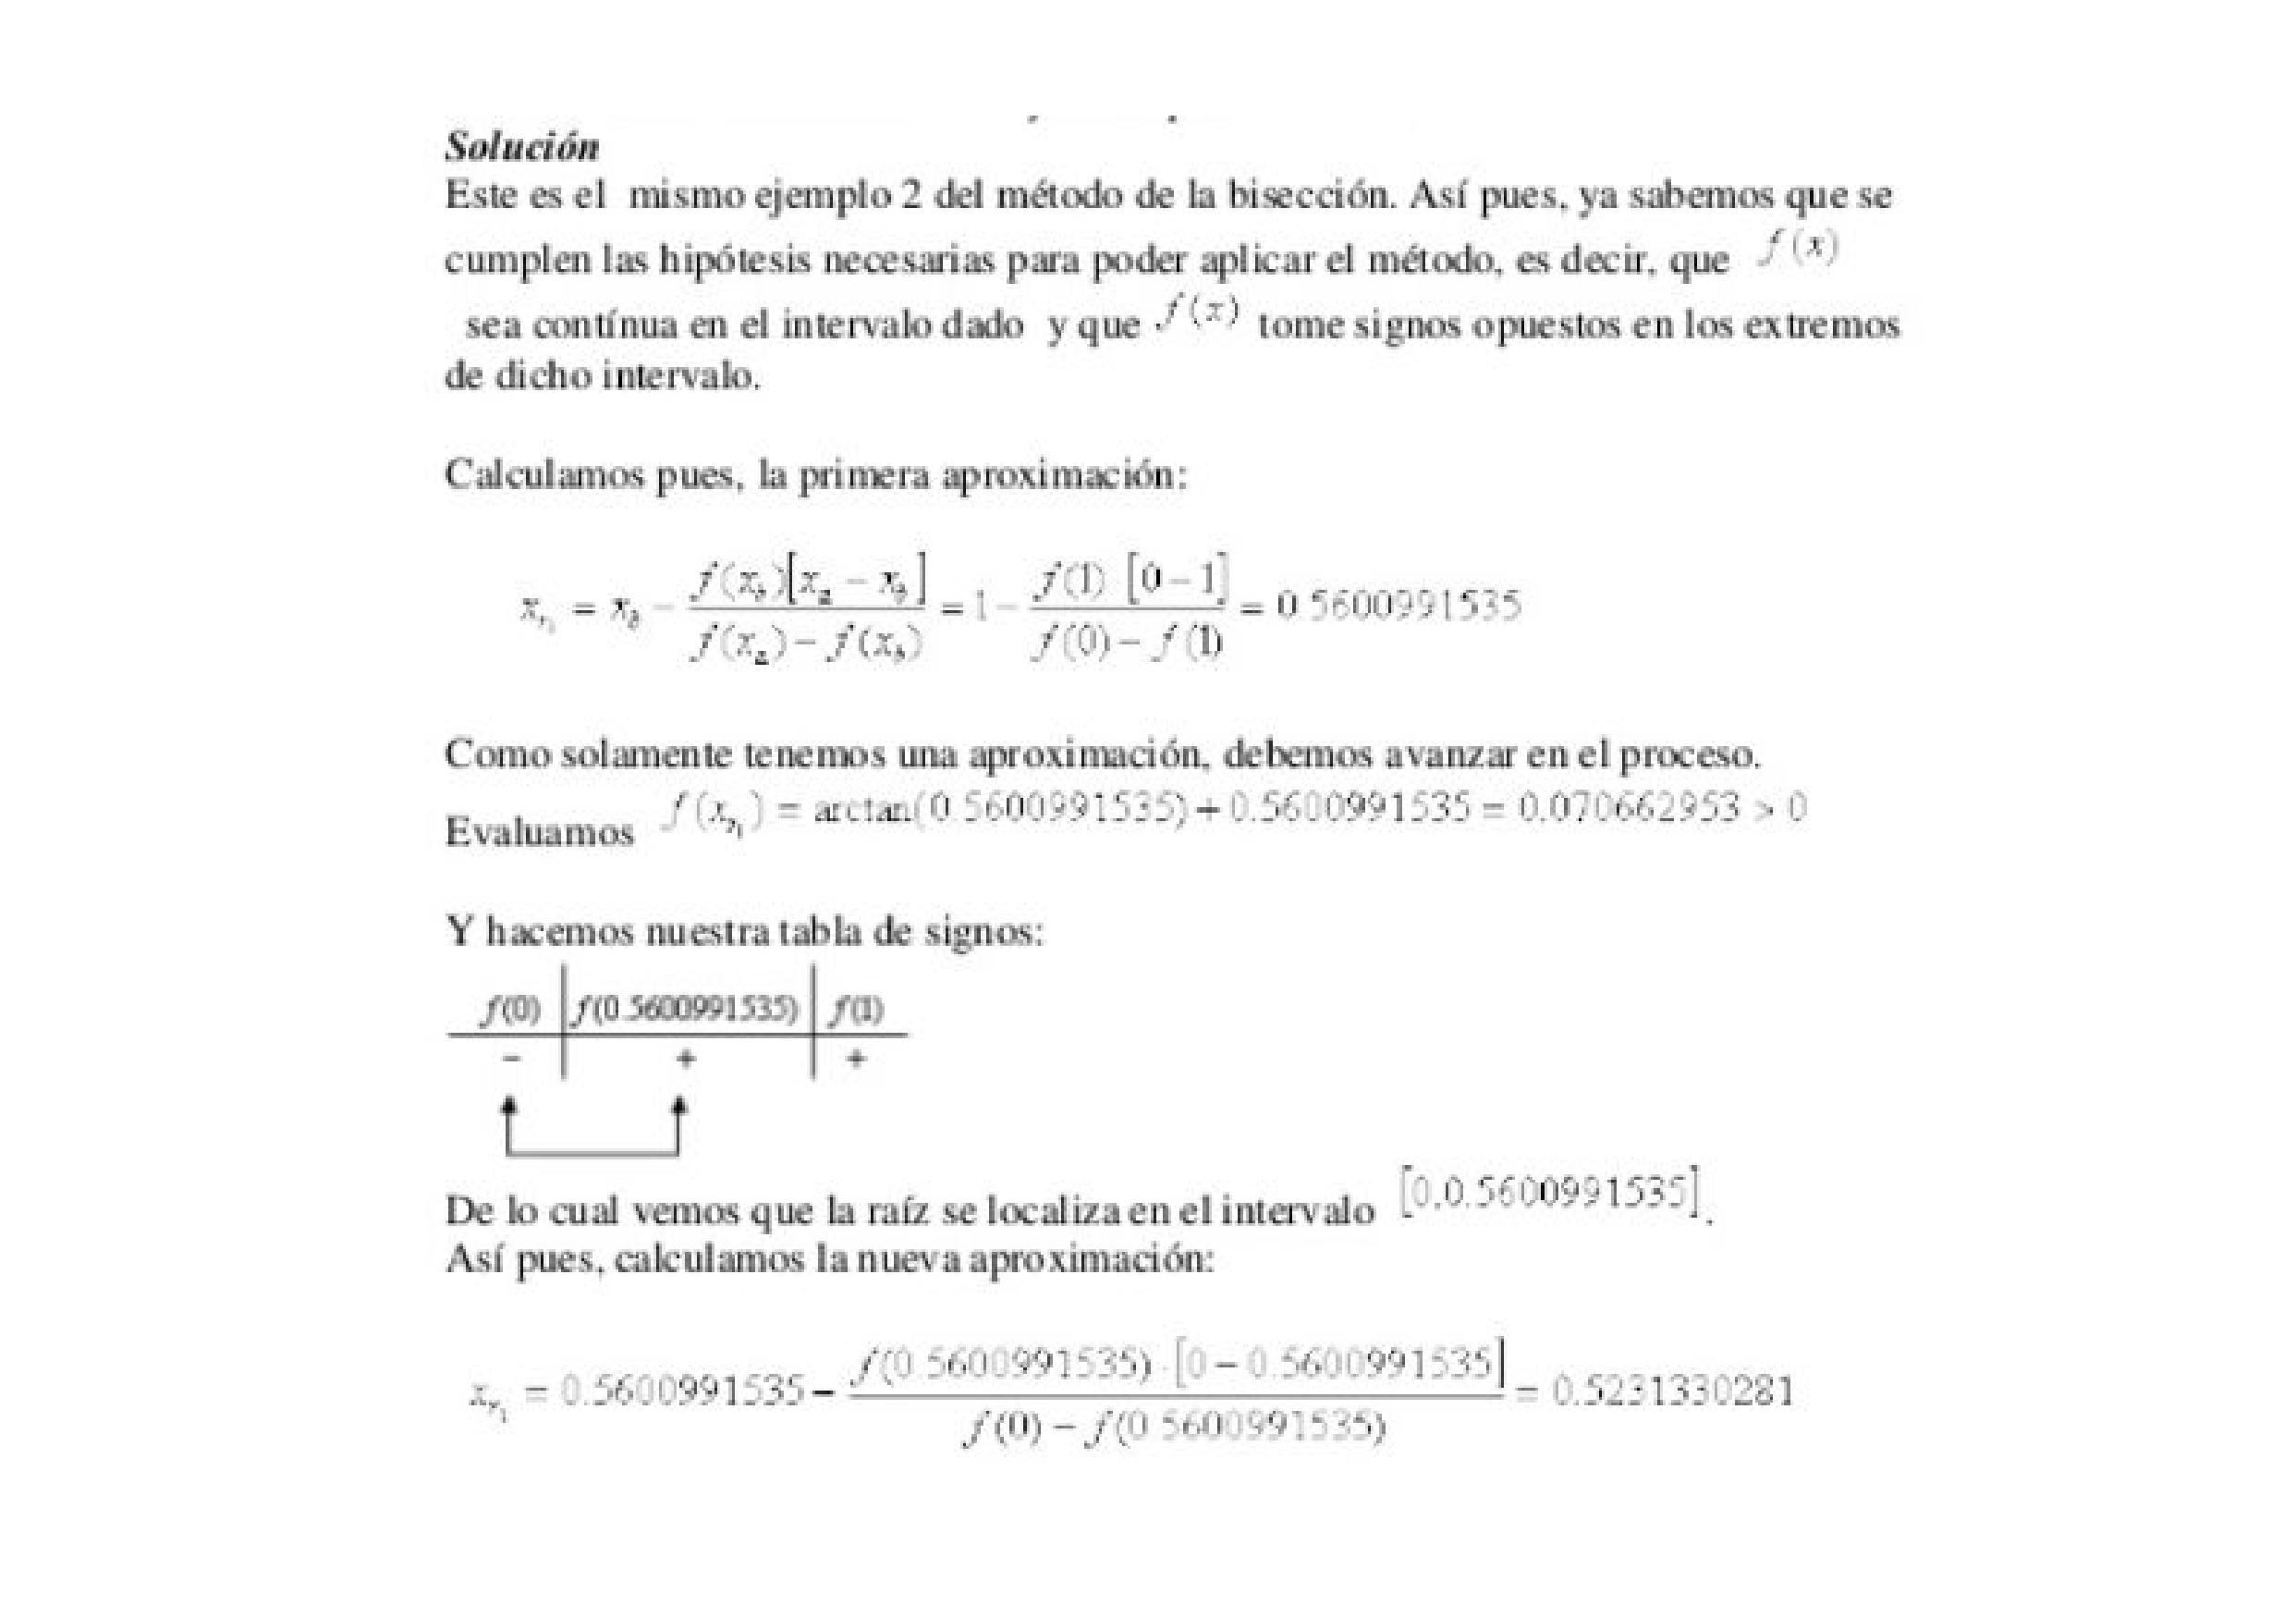 Solución
Este es el mismo ejemplo 2 del método de la bisección. Así pues, ya sabemos que se
cumplen las hipótesis necesarias para poder aplicar el método, es decir, que f(x)
sea contínua en el intervalo dado y que f(x) tome signos opuestos en los extremos
de dicho intervalo.
Calculamos pues, la primera aproximación:
x_{r_1} = x_b - \frac{f(x_b)[x_a - x_b]}{f(x_a) - f(x_b)} = 1 - \frac{f(1) [0-1]}{f(0) - f(1)} = 0.5600991535
Como solamente tenemos una aproximación, debemos avanzar en el proceso.
Evaluamos f(x_{r_1}) = arctan(0.5600991535) + 0.5600991535 = 0.070662953 > 0
Y hacemos nuestra tabla de signos:
f(0) f(0.5600991535) f(1)
− + +
De lo cual vemos que la raíz se localiza en el intervalo [0,0.5600991535].
Así pues, calculamos la nueva aproximación:
x_{r_1} = 0.5600991535 - \frac{f(0.5600991535) · [0 - 0.5600991535]}{f(0) - f(0.5600991535)} = 0.5231330281